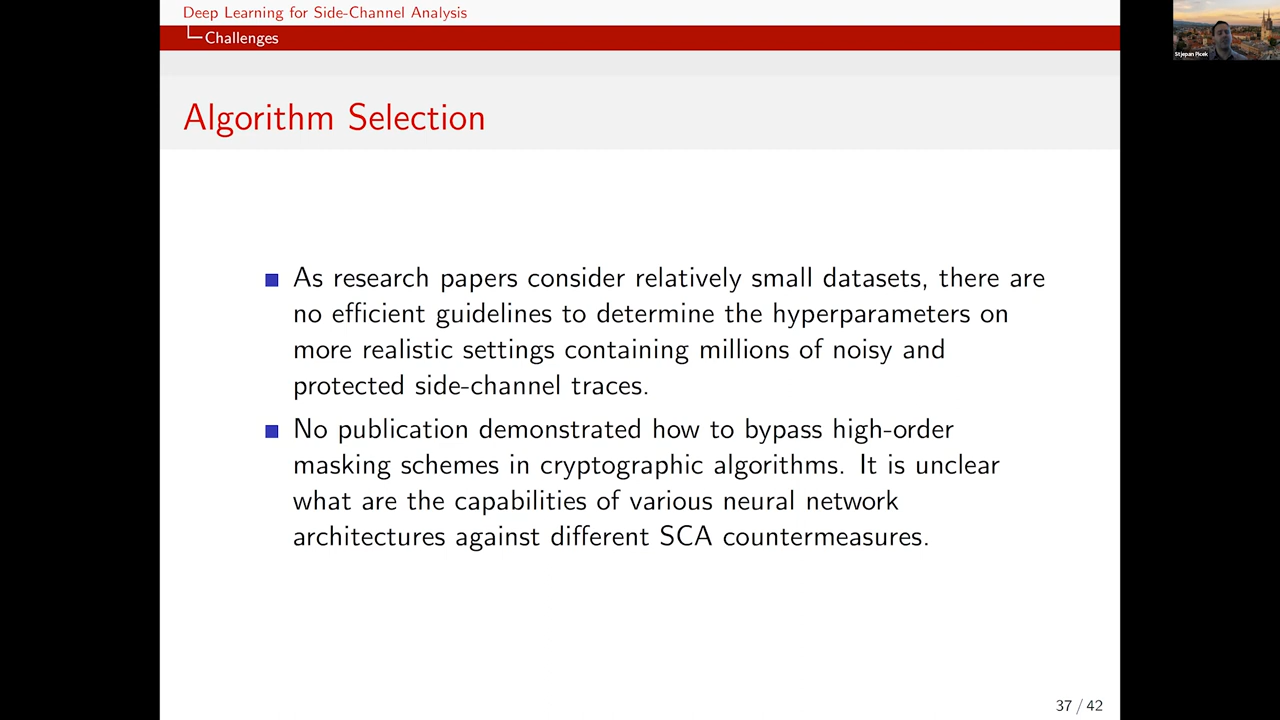 Deep Learning for Side-Channel Analysis
Challenges
Stjepan Picek
Algorithm Selection
As research papers consider relatively small datasets, there are
no efficient guidelines to determine the hyperparameters on
more realistic settings containing millions of noisy and
protected side-channel traces.
No publication demonstrated how to bypass high-order
masking schemes in cryptographic algorithms. It is unclear
what are the capabilities of various neural network
architectures against different SCA countermeasures.
37 / 42